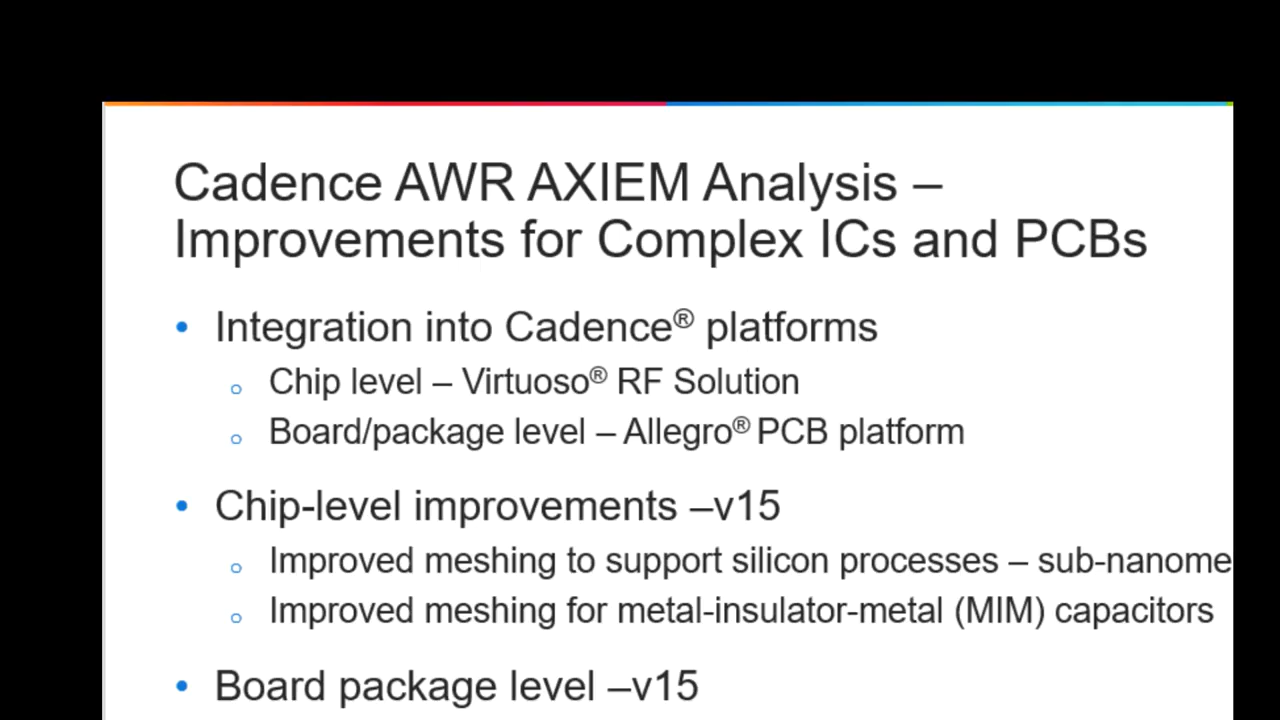 Cadence AWR AXIEM Analysis –
Improvements for Complex ICs and PCBs
• Integration into Cadence® platforms
o Chip level – Virtuoso® RF Solution
o Board/package level – Allegro® PCB platform
• Chip-level improvements –v15
o Improved meshing to support silicon processes – sub-nanome
o Improved meshing for metal-insulator-metal (MIM) capacitors
• Board package level –v15